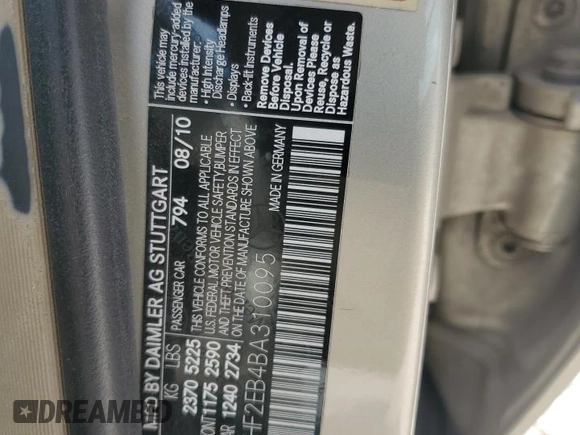 This vehicle may
include mercury-added
devices installed by the
manufacturer:
• High Intensity
Discharge Headlamps
• Displays
• Back-lit Instruments
Remove Devices
Before Vehicle
Disposal.
Upon Removal of
Devices Please
Reuse, Recycle or
Dispose as
Hazardous Waste.
MFD BY DAIMLER AG STUTTGART
KG LBS PASSENGER CAR 794 08/10
2370 5225 THIS VEHICLE CONFORMS TO ALL APPLICABLE
1175 2590 U.S. FEDERAL MOTOR VEHICLE SAFETY, BUMPER
1240 2734 AND THEFT PREVENTION STANDARDS IN EFFECT
ON THE DATE OF MANUFACTURE SHOWN ABOVE
F2EB4BA310095 MADE IN GERMANY
DREAMBID